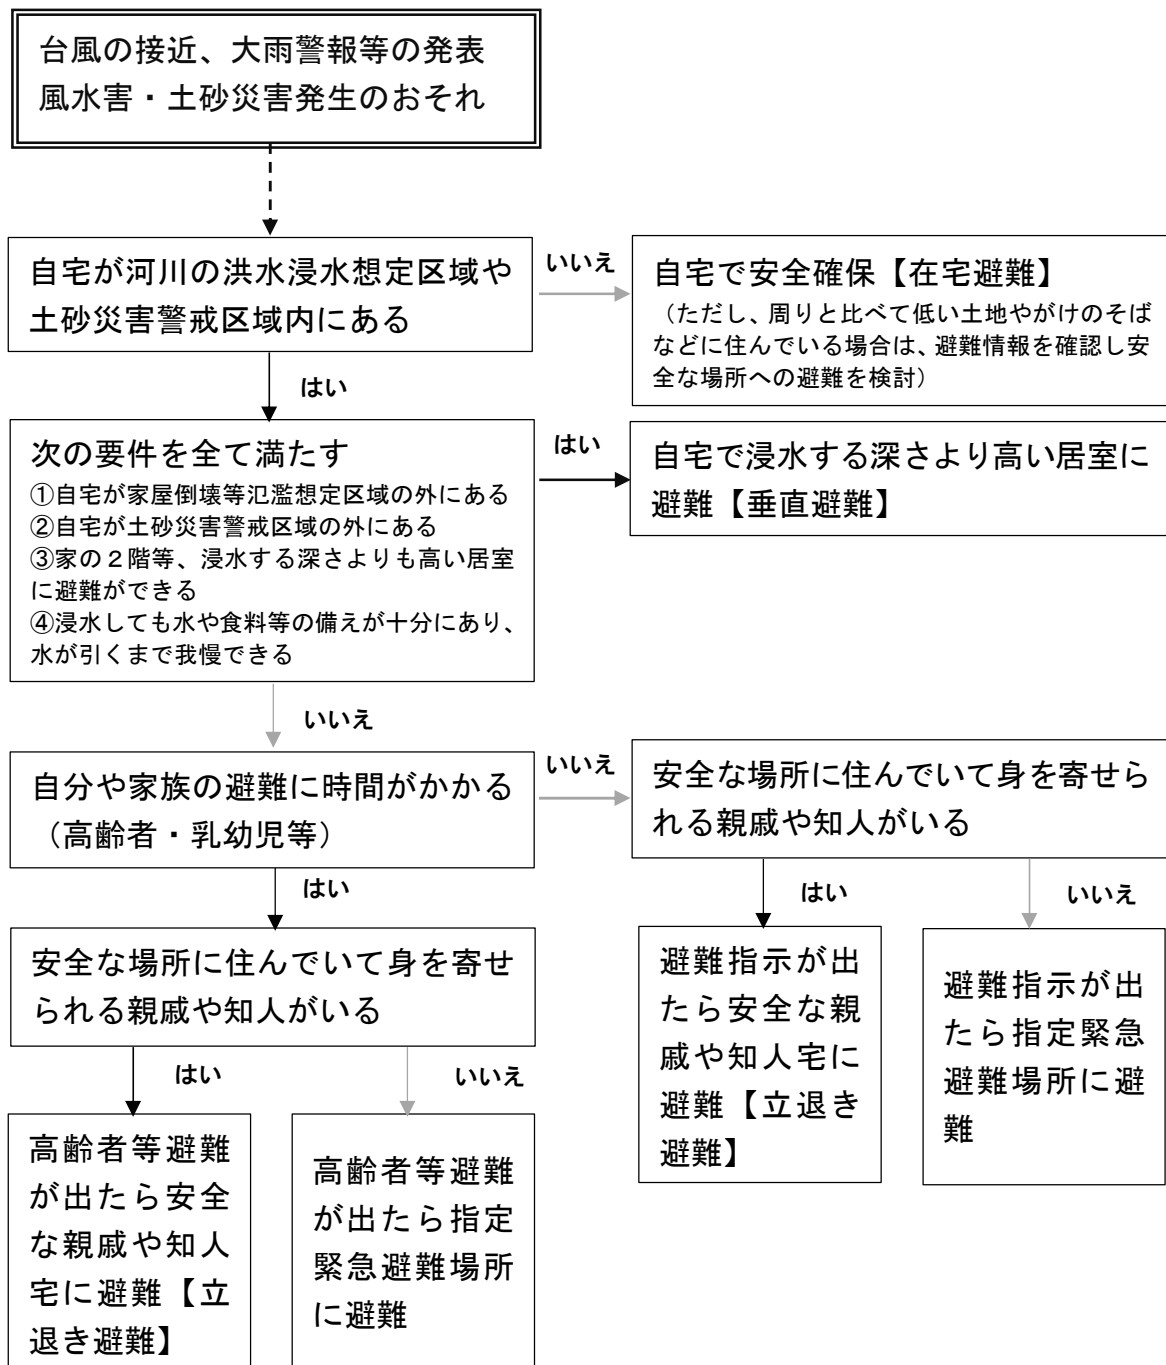 台風の接近、大雨警報等の発表
風水害・土砂災害発生のおそれ
自宅が河川の洪水浸水想定区域や
土砂災害警戒区域内にある
いいえ
自宅で安全確保【在宅避難】
（ただし、周りと比べて低い土地やがけのそば
などに住んでいる場合は、避難情報を確認し安
全な場所への避難を検討）
はい
次の要件を全て満たす
①自宅が家屋倒壊等氾濫想定区域の外にある
②自宅が土砂災害警戒区域の外にある
③家の２階等、浸水する深さよりも高い居室
に避難ができる
④浸水しても水や食料等の備えが十分にあり、
水が引くまで我慢できる
はい
自宅で浸水する深さより高い居室に
避難【垂直避難】
いいえ
自分や家族の避難に時間がかかる
（高齢者・乳幼児等）
いいえ
安全な場所に住んでいて身を寄せら
れる親戚や知人がいる
はい
いいえ
避難指示が出
たら安全な親
戚や知人宅に
避難【立退き
避難】
避難指示が出
たら指定緊急
避難場所に避
難
はい
安全な場所に住んでいて身を寄せ
られる親戚や知人がいる
はい
いいえ
高齢者等避難
が出たら安全
な親戚や知人
宅に避難【立
退き避難】
高齢者等避難
が出たら指定
緊急避難場所
に避難